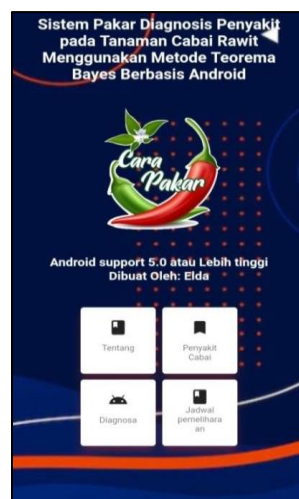 Sistem Pakar Diagnosis Penyakit
pada Tanaman Cabai Rawit
Menggunakan Metode Teorema
Bayes Berbasis Android
Cara
Pakar
Android support 5.0 atau Lebih tinggi
Dibuat Oleh: Elda
Tentang
Penyakit
Cabai
Diagnosa
Jadwal
pemelihara
an